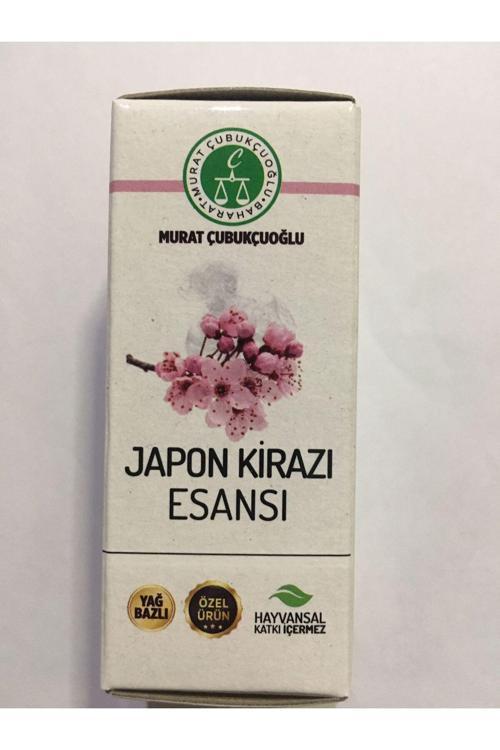 MURAT ÇUBUKÇUOĞLU
BAHARAT
C
MURAT ÇUBUKÇUOĞLU
JAPON KİRAZI
ESANSI
YAĞ
BAZLI
ÖZEL
ÜRÜN
HAYVANSAL
KATKI İÇERMEZ